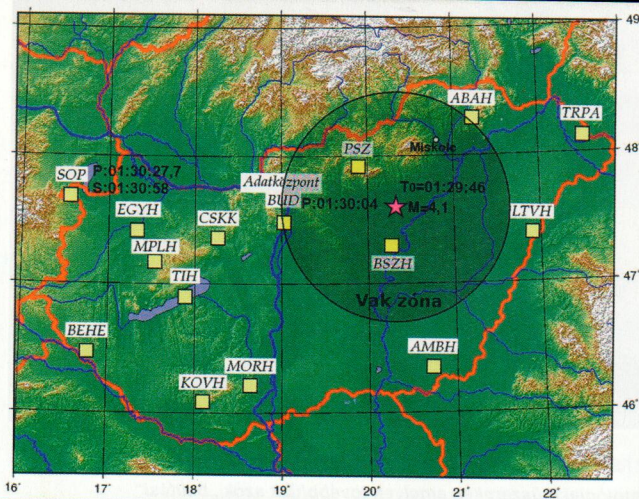 49
ABAH
TRPA
Miskolc
PSZ
48
SOP
P:01:30:27,7
S:01:30:58
Adatközpont
BUD
P:01:30:04
To=01:29:46
M=4,1
EGYH
CSKK
LTVH
MPLH
BSZH
TIH
47
Vak zóna
BEHE
AMBH
MORH
KOVH
46
16°
17°
18°
19°
20°
21°
22°